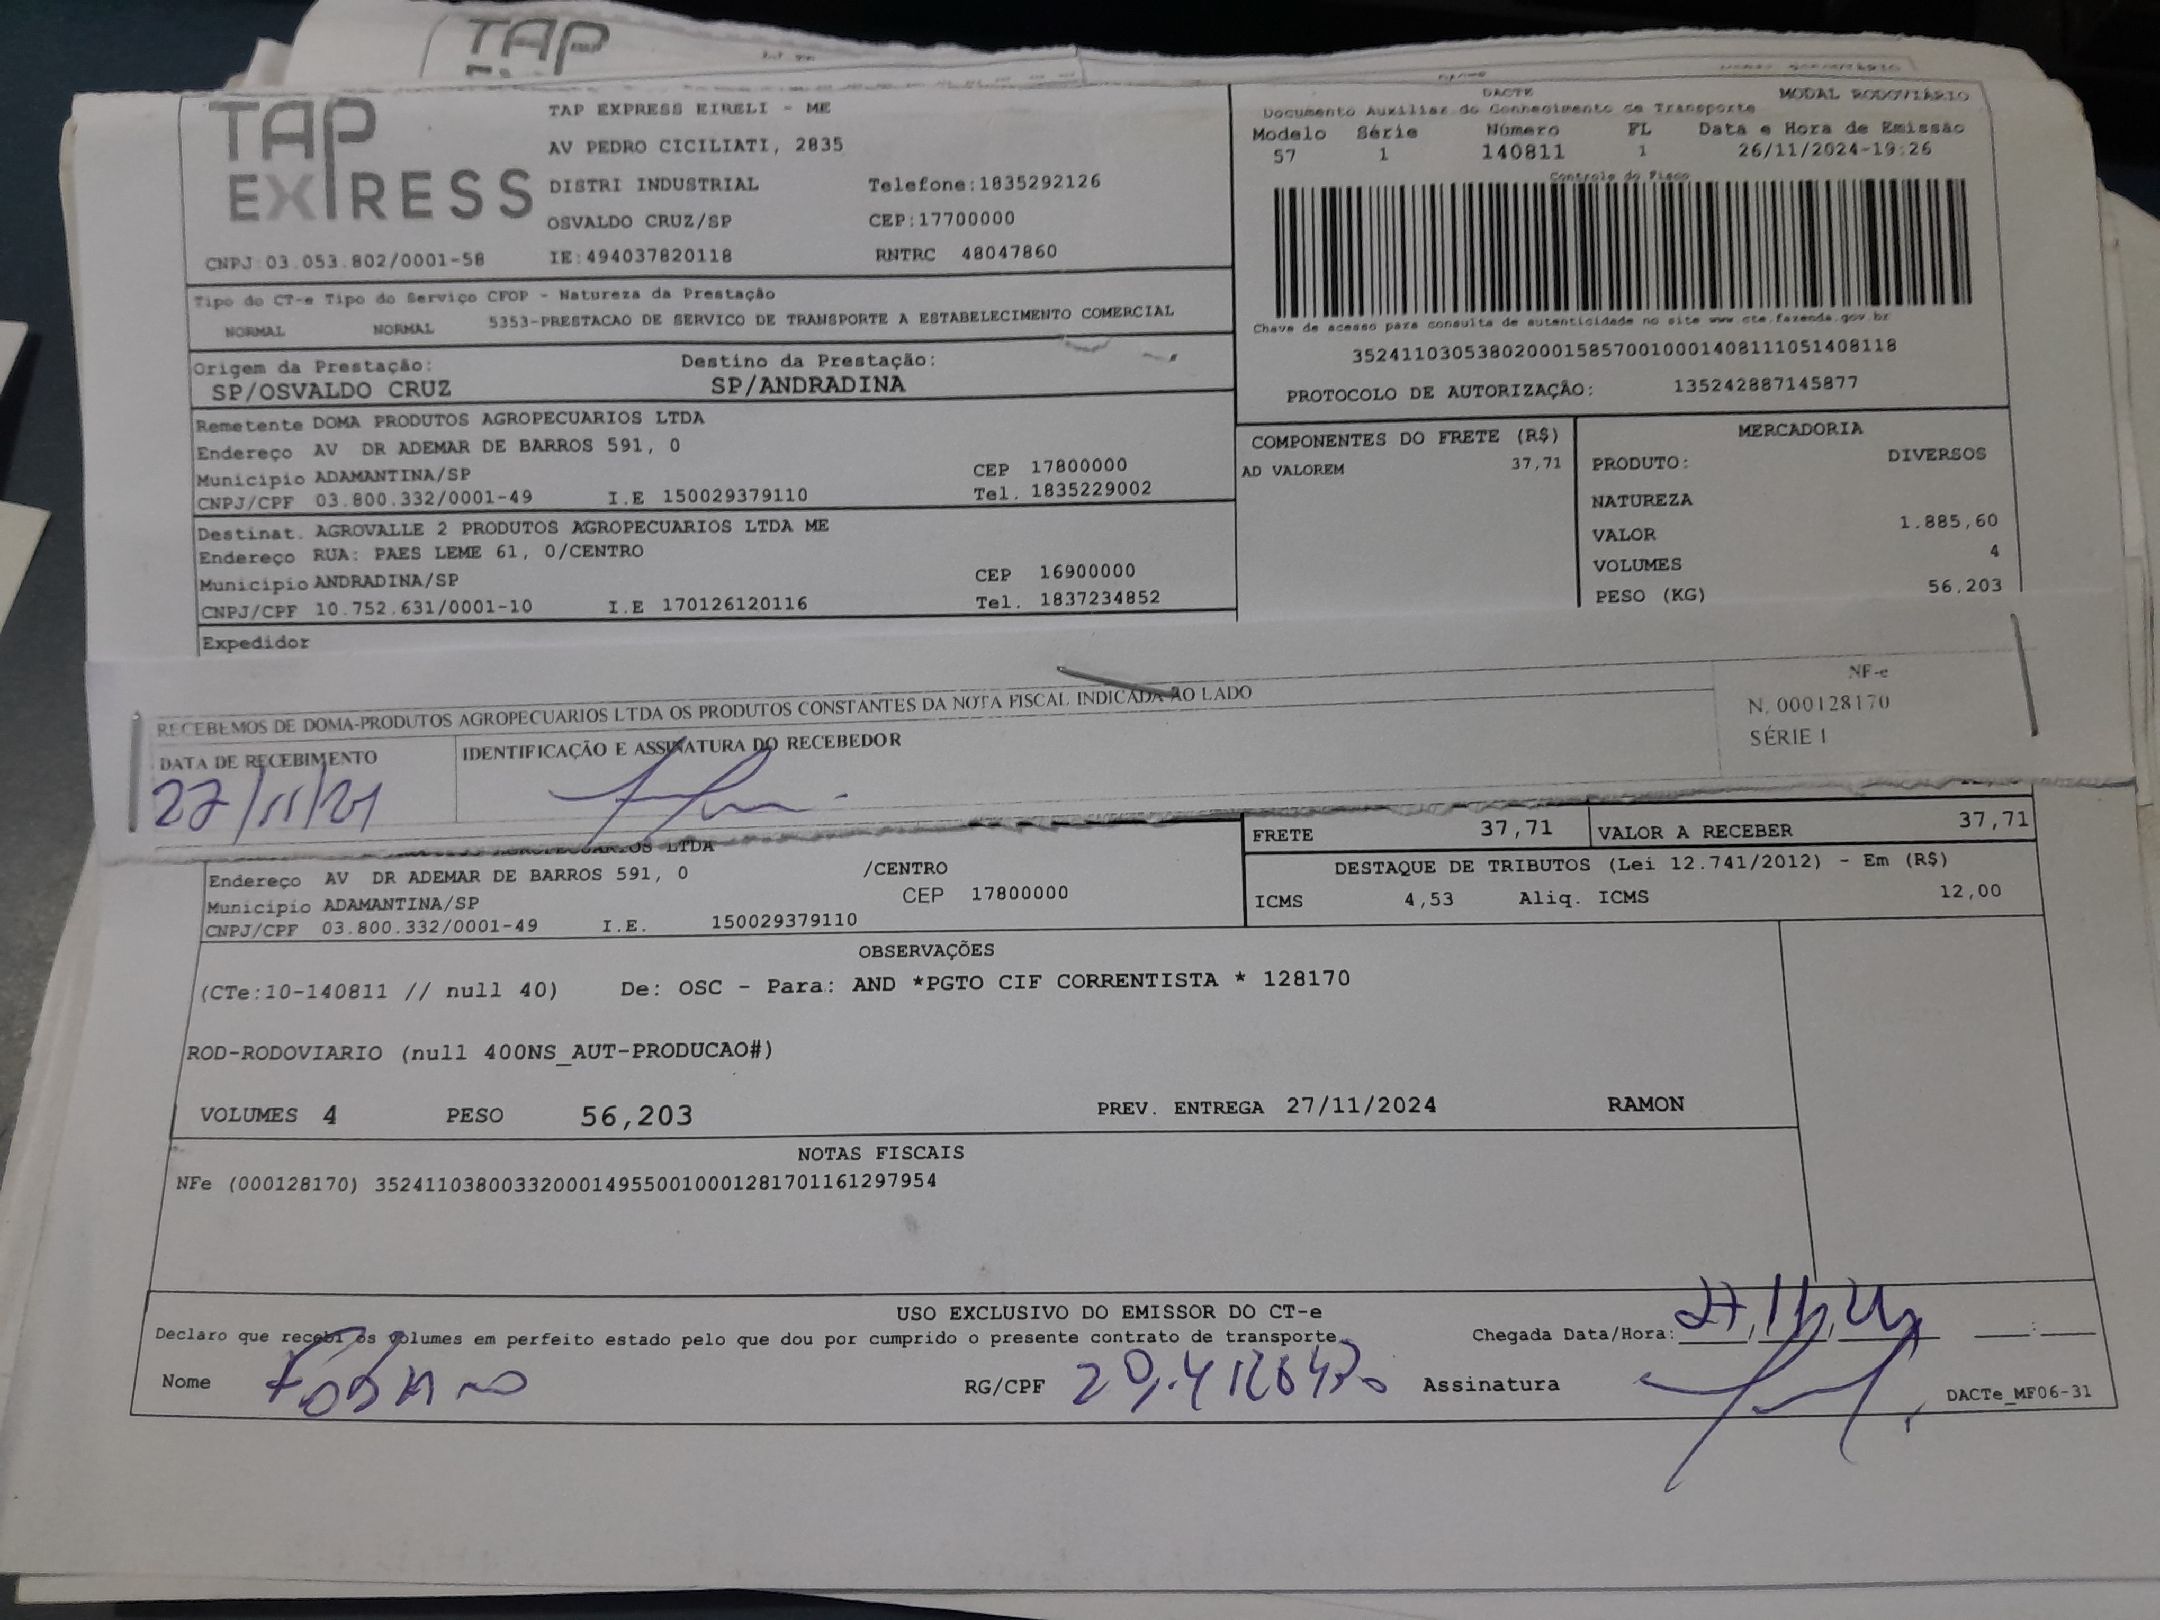 TAP
TAP EXPRESS
TAP EXPRESS EIRELI - ME
AV PEDRO CICILIATI, 2835
DISTRI INDUSTRIAL Telefone:1835292126
OSVALDO CRUZ/SP CEP:17700000
CNPJ:03.053.802/0001-58 IE:494037820118 RNTRC 48047860
DACTE MODAL RODOVIÁRIO
Documento Auxiliar do Conhecimento de Transporte
Modelo Série Número FL Data e Hora de Emissão
57 1 140811 1 26/11/2024-19:26
Controle do Fisco
Chave de acesso para consulta de autenticidade no site www.cte.fazenda.gov.br
35241103053802000158570010001408111051408118
PROTOCOLO DE AUTORIZAÇÃO: 135242887145877
Tipo do CT-e Tipo do Serviço CFOP - Natureza da Prestação
NORMAL NORMAL 5353-PRESTACAO DE SERVICO DE TRANSPORTE A ESTABELECIMENTO COMERCIAL
Origem da Prestação: Destino da Prestação:
SP/OSVALDO CRUZ SP/ANDRADINA
Remetente DOMA PRODUTOS AGROPECUARIOS LTDA
Endereço AV DR ADEMAR DE BARROS 591, 0
Município ADAMANTINA/SP CEP 17800000
CNPJ/CPF 03.800.332/0001-49 I.E 150029379110 Tel. 1835229002
Destinat. AGROVALLE 2 PRODUTOS AGROPECUARIOS LTDA ME
Endereço RUA: PAES LEME 61, 0/CENTRO
Município ANDRADINA/SP CEP 16900000
CNPJ/CPF 10.752.631/0001-10 I.E 170126120116 Tel. 1837234852
Expedidor
COMPONENTES DO FRETE (R$)
AD VALOREM 37,71
MERCADORIA
PRODUTO: DIVERSOS
NATUREZA
VALOR 1.885,60
VOLUMES 4
PESO (KG) 56,203
RECEBEMOS DE DOMA-PRODUTOS AGROPECUARIOS LTDA OS PRODUTOS CONSTANTES DA NOTA FISCAL INDICADA AO LADO
DATA DE RECEBIMENTO IDENTIFICAÇÃO E ASSINATURA DO RECEBEDOR
27/11/21
NF-e
N. 000128170
SÉRIE 1
FRETE 37,71 VALOR A RECEBER 37,71
AGROPECUARIOS LTDA
Endereço AV DR ADEMAR DE BARROS 591, 0 /CENTRO
Município ADAMANTINA/SP CEP 17800000
CNPJ/CPF 03.800.332/0001-49 I.E. 150029379110
DESTAQUE DE TRIBUTOS (Lei 12.741/2012) - Em (R$)
ICMS 4,53 Aliq. ICMS 12,00
OBSERVAÇÕES
(CTe:10-140811 // null 40) De: OSC - Para: AND *PGTO CIF CORRENTISTA * 128170
ROD-RODOVIARIO (null 400NS_AUT-PRODUCAO#)
VOLUMES 4 PESO 56,203 PREV. ENTREGA 27/11/2024 RAMON
NOTAS FISCAIS
NFe (000128170) 35241103800332000149550010001281701161297954
USO EXCLUSIVO DO EMISSOR DO CT-e
Declaro que recebi os volumes em perfeito estado pelo que dou por cumprido o presente contrato de transporte. Chegada Data/Hora: 27, 11, 24 :
Nome RG/CPF Assinatura DACTe_MF06-31